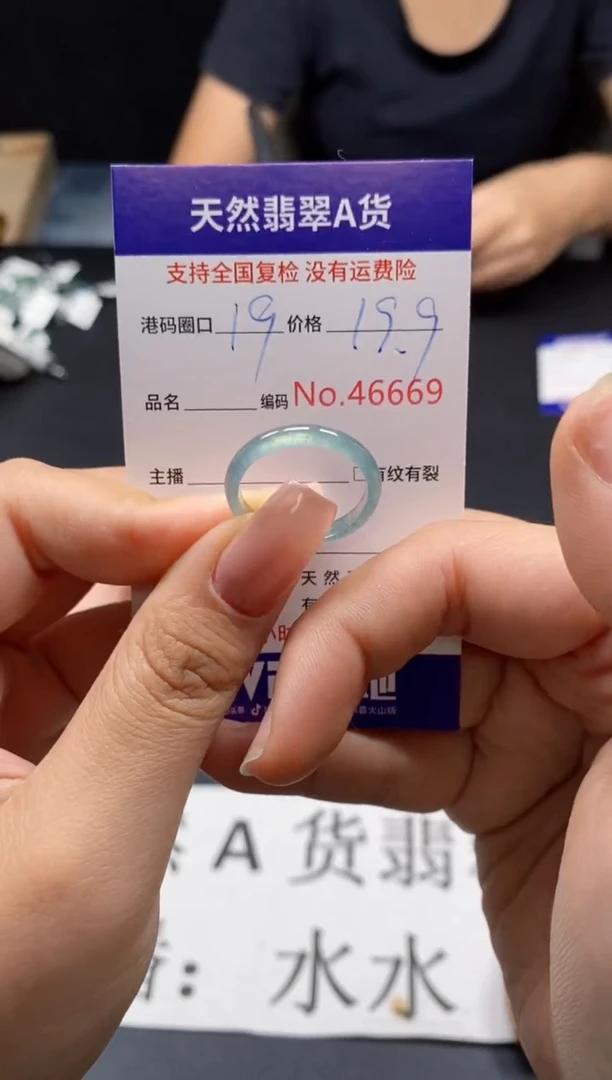 天然翡翠A货
支持全国复检 没有运费险
港码圈口 19 价格 19.9
品名 编码 No.46669
主播 有纹有裂
天然
A货翡
: 水水